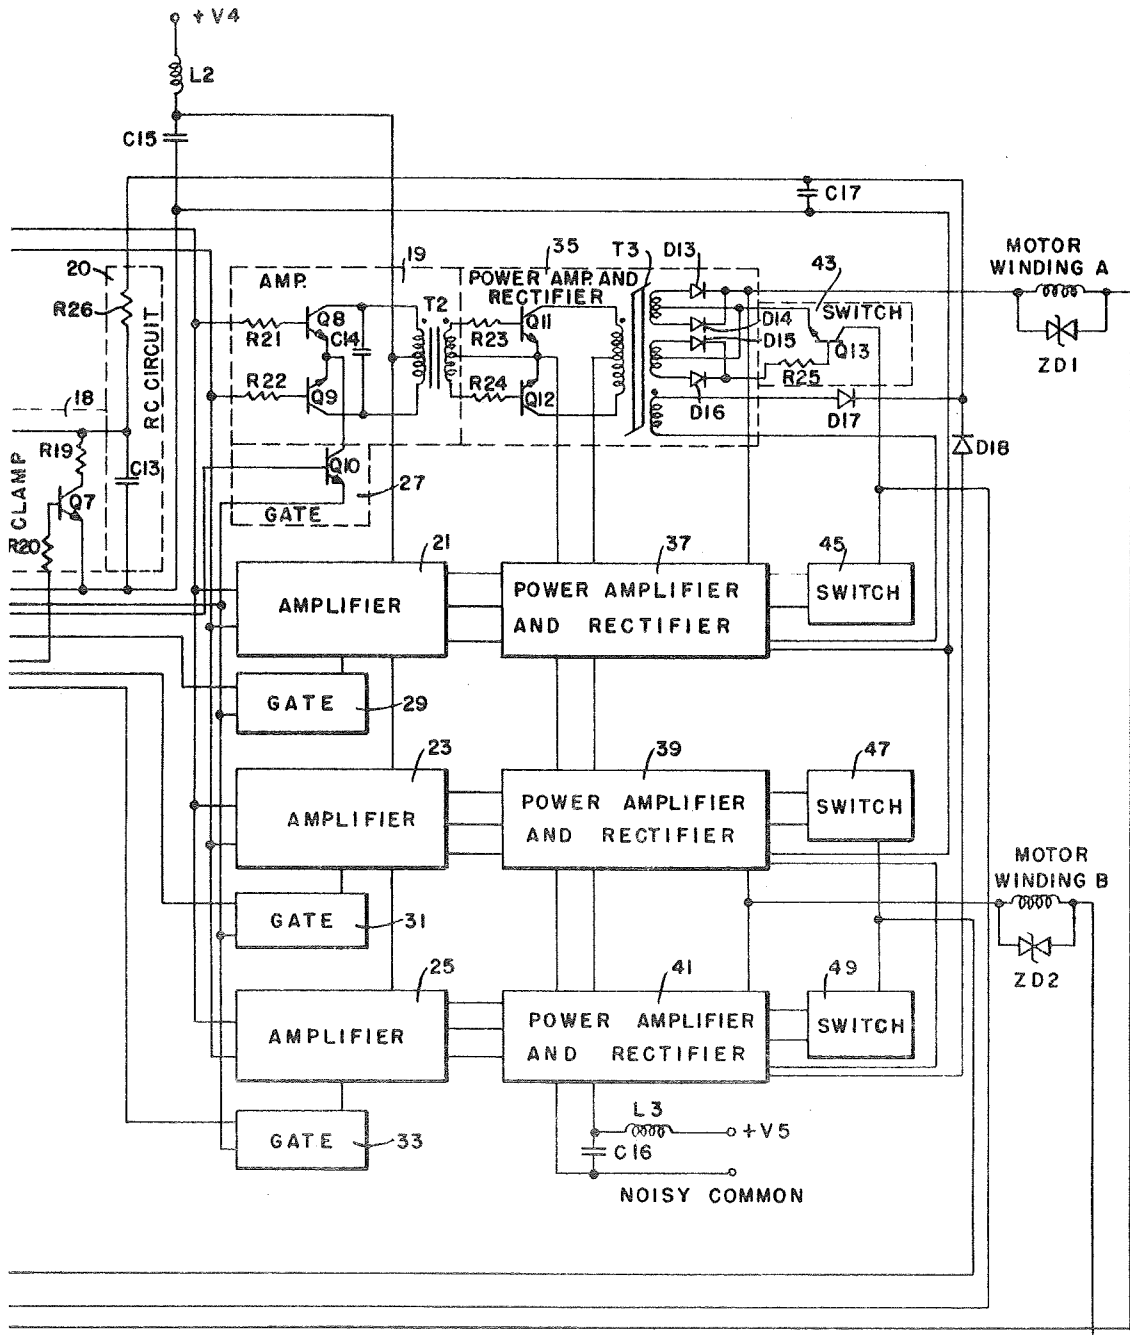 +V4
L2
C15
C17
MOTOR
WINDING A
ZD1
20
R26
RC CIRCUIT
18
R19
C13
CLAMP
Q7
R20
AMP.
19
R21
Q8
C14
T2
R22
Q9
Q10
27
GATE
35
POWER AMP. AND
RECTIFIER
T3
D13
R23
Q11
R24
Q12
D14
D15
D16
43
SWITCH
Q13
R25
D17
D18
21
AMPLIFIER
37
POWER AMPLIFIER
AND RECTIFIER
45
SWITCH
GATE
29
23
AMPLIFIER
39
POWER AMPLIFIER
AND RECTIFIER
47
SWITCH
MOTOR
WINDING B
ZD2
GATE
31
25
AMPLIFIER
41
POWER AMPLIFIER
AND RECTIFIER
49
SWITCH
GATE
33
L3
+V5
C16
NOISY COMMON